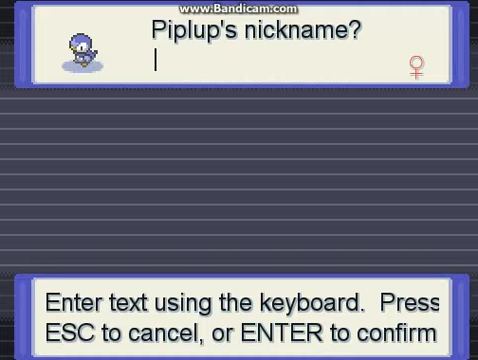 www.Bandicam.com
Piplup's nickname?
♀
Enter text using the keyboard. Press
ESC to cancel, or ENTER to confirm